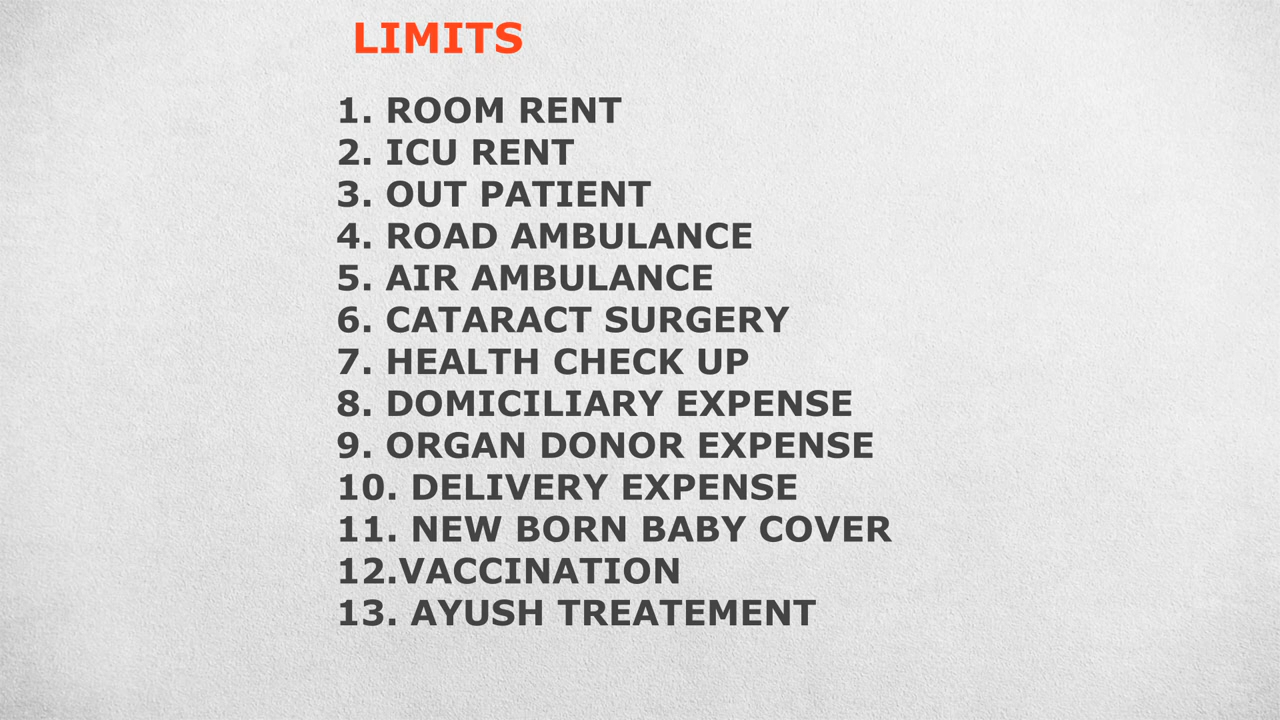 LIMITS
1. ROOM RENT
2. ICU RENT
3. OUT PATIENT
4. ROAD AMBULANCE
5. AIR AMBULANCE
6. CATARACT SURGERY
7. HEALTH CHECK UP
8. DOMICILIARY EXPENSE
9. ORGAN DONOR EXPENSE
10. DELIVERY EXPENSE
11. NEW BORN BABY COVER
12.VACCINATION
13. AYUSH TREATEMENT